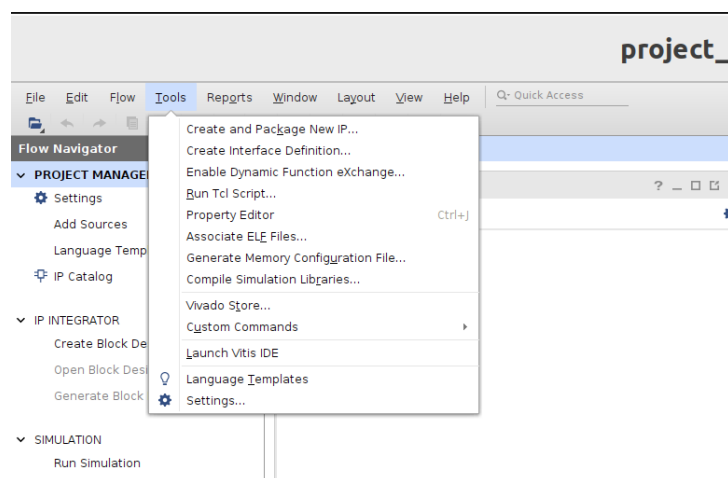 project_
File Edit Flow Tools Reports Window Layout View Help Q- Quick Access
Flow Navigator
? _
PROJECT MANAGE
Settings
Add Sources
Language Temp
IP Catalog
IP INTEGRATOR
Create Block De
Open Block Desi
Generate Block
SIMULATION
Run Simulation
Create and Package New IP...
Create Interface Definition...
Enable Dynamic Function eXchange...
Run Tcl Script...
Property Editor Ctrl+J
Associate ELF Files...
Generate Memory Configuration File...
Compile Simulation Libraries...
Vivado Store...
Custom Commands
Launch Vitis IDE
Language Templates
Settings...